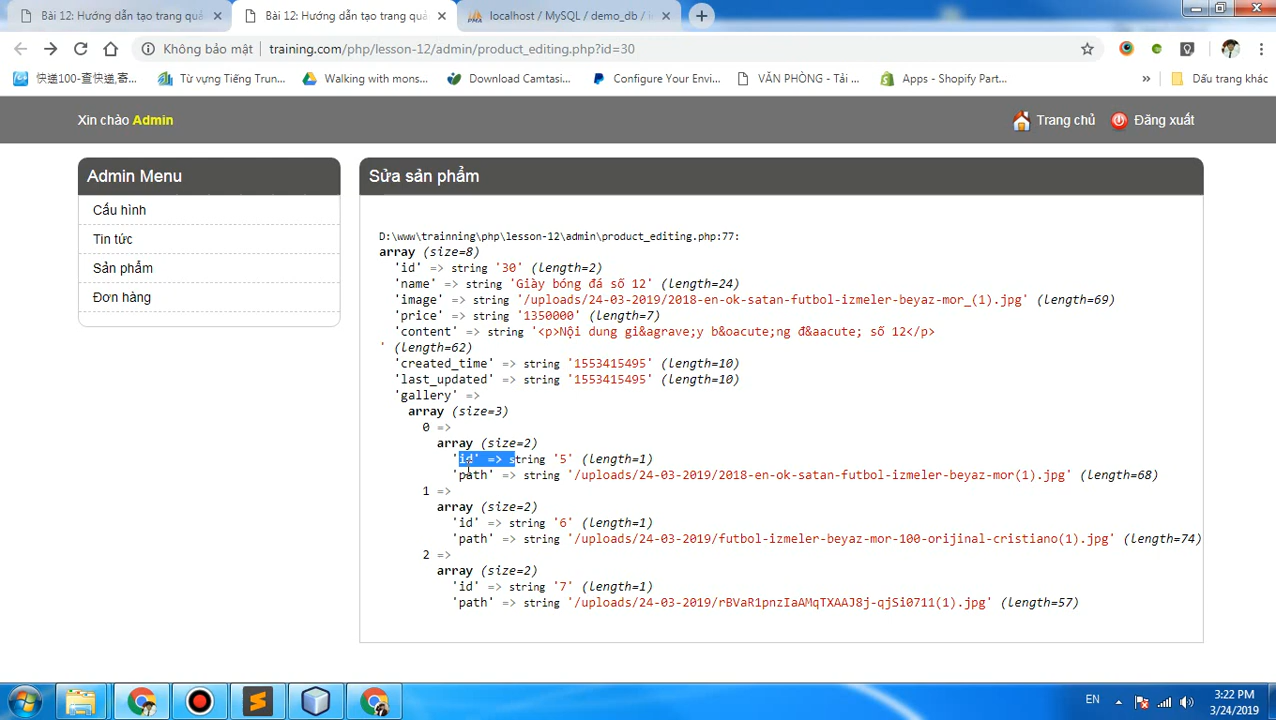 Bài 12: Hướng dẫn tạo trang quả
Bài 12: Hướng dẫn tạo trang quả
localhost / MySQL / demo_db / i
Không bảo mật
training.com/php/lesson-12/admin/product_editing.php?id=30
快递100-查快递,寄...
Từ vựng Tiếng Trun...
Walking with mons...
Download Camtasi...
Configure Your Envi...
VĂN PHÒNG - Tải ...
Apps - Shopify Part...
»
Dấu trang khác
Xin chào Admin
Trang chủ
Đăng xuất
Admin Menu
Cấu hình
Tin tức
Sản phẩm
Đơn hàng
Sửa sản phẩm
D:\www\trainning\php\lesson-12\admin\product_editing.php:77:
array (size=8)
'id' => string '30' (length=2)
'name' => string 'Giày bóng đá số 12' (length=24)
'image' => string '/uploads/24-03-2019/2018-en-ok-satan-futbol-izmeler-beyaz-mor_(1).jpg' (length=69)
'price' => string '1350000' (length=7)
'content' => string '<p>Nội dung gi&agrave;y b&oacute;ng đ&aacute; số 12</p>
' (length=62)
'created_time' => string '1553415495' (length=10)
'last_updated' => string '1553415495' (length=10)
'gallery' =>
array (size=3)
0 =>
array (size=2)
'id' => string '5' (length=1)
'path' => string '/uploads/24-03-2019/2018-en-ok-satan-futbol-izmeler-beyaz-mor(1).jpg' (length=68)
1 =>
array (size=2)
'id' => string '6' (length=1)
'path' => string '/uploads/24-03-2019/futbol-izmeler-beyaz-mor-100-orijinal-cristiano(1).jpg' (length=74)
2 =>
array (size=2)
'id' => string '7' (length=1)
'path' => string '/uploads/24-03-2019/rBVaR1pnzIaAMqTXAAJ8j-qjSi0711(1).jpg' (length=57)
EN
3:22 PM
3/24/2019